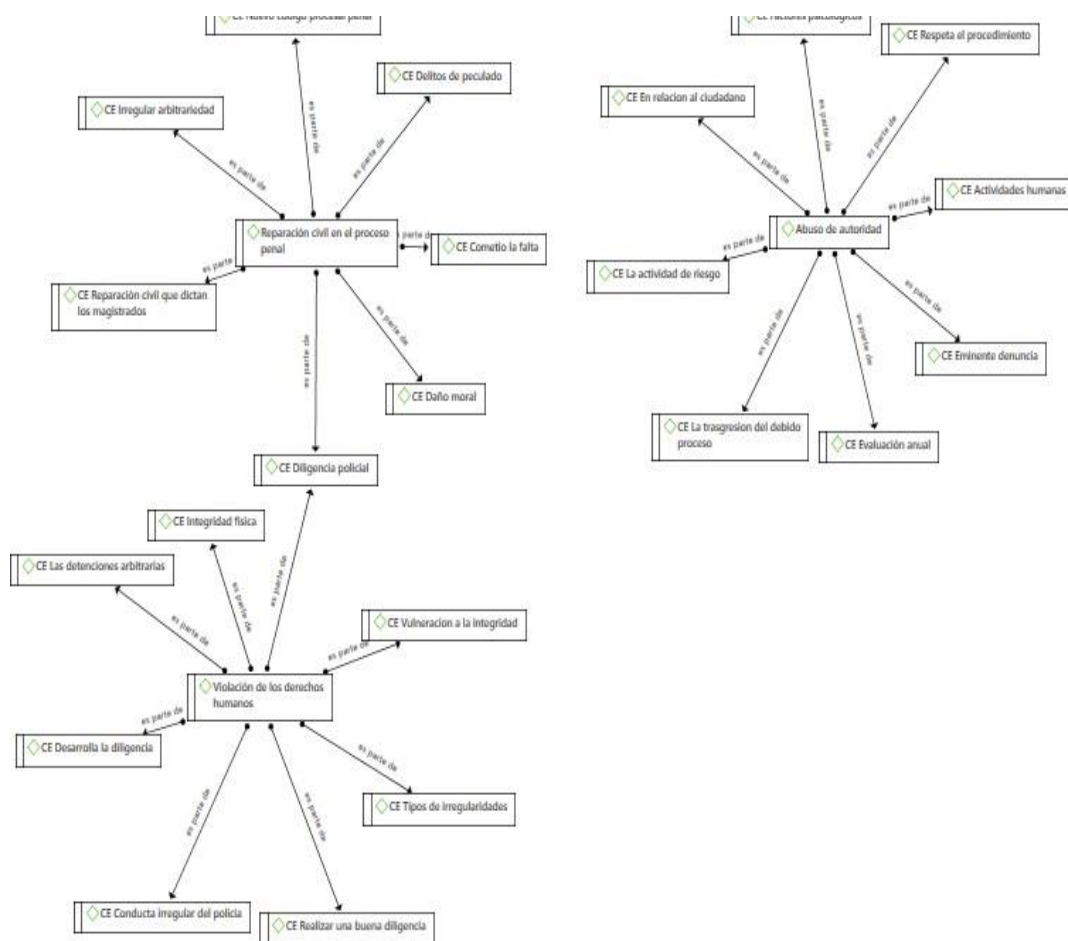 CE Nuevo código procesal penal
CE Factores psicológicos
CE Respeta el procedimiento
CE Delitos de peculado
CE En relacion al ciudadano
CE Irregular arbitrariedad
es parte de
es parte de
es parte de
es parte de
es parte de
es parte de
CE Actividades humanas
es parte de
Reparación civil en el proceso
penal
parte d
CE Cometio la falta
Abuso de autoridad
es parte de
CE La actividad de riesgo
es parte
CE Reparación civil que dictan
los magistrados
es parte de
es parte de
es parte de
es parte de
es parte de
CE Eminente denuncia
CE Daño moral
CE La trasgresion del debido
proceso
CE Evaluación anual
CE Diligencia policial
CE Integridad fisica
CE Las detenciones arbitrarias
es parte de
es parte de
es parte de
CE Vulneracion a la integridad
es parte de
Violación de los derechos
humanos
es parte de
CE Desarrolla la diligencia
es parte de
CE Tipos de irregularidades
es parte de
es parte de
CE Conducta irregular del policia
CE Realizar una buena diligencia